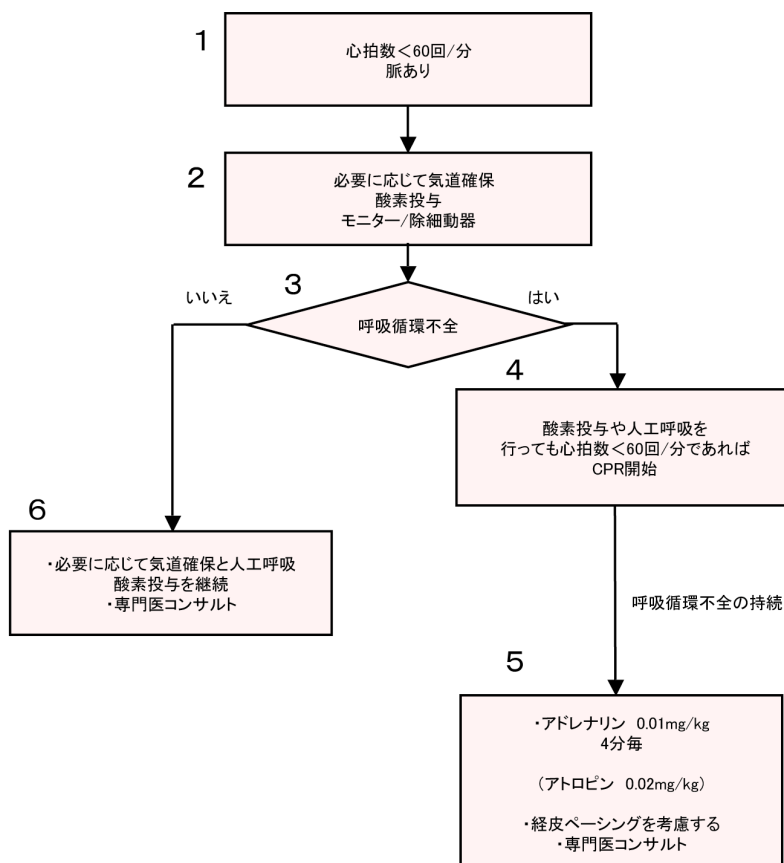 1
心拍数<60回/分
脈あり
2
必要に応じて気道確保
酸素投与
モニター/除細動器
3
いいえ
はい
呼吸循環不全
4
酸素投与や人工呼吸を
行っても心拍数<60回/分であれば
CPR開始
6
・必要に応じて気道確保と人工呼吸
酸素投与を継続
・専門医コンサルト
呼吸循環不全の持続
5
・アドレナリン 0.01mg/kg
4分毎
(アトロピン 0.02mg/kg)
・経皮ペーシングを考慮する
・専門医コンサルト